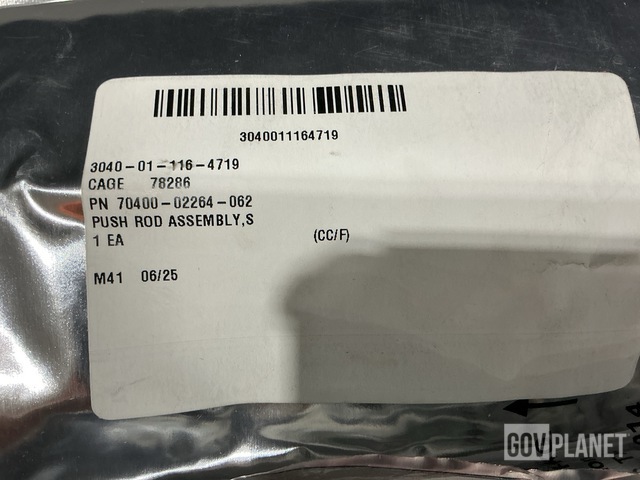 3040011164719
3040-01-116-4719
CAGE 78286
PN 70400-02264-062
PUSH ROD ASSEMBLY,S
1 EA (CC/F)
M41 06/25
GOVPLANET